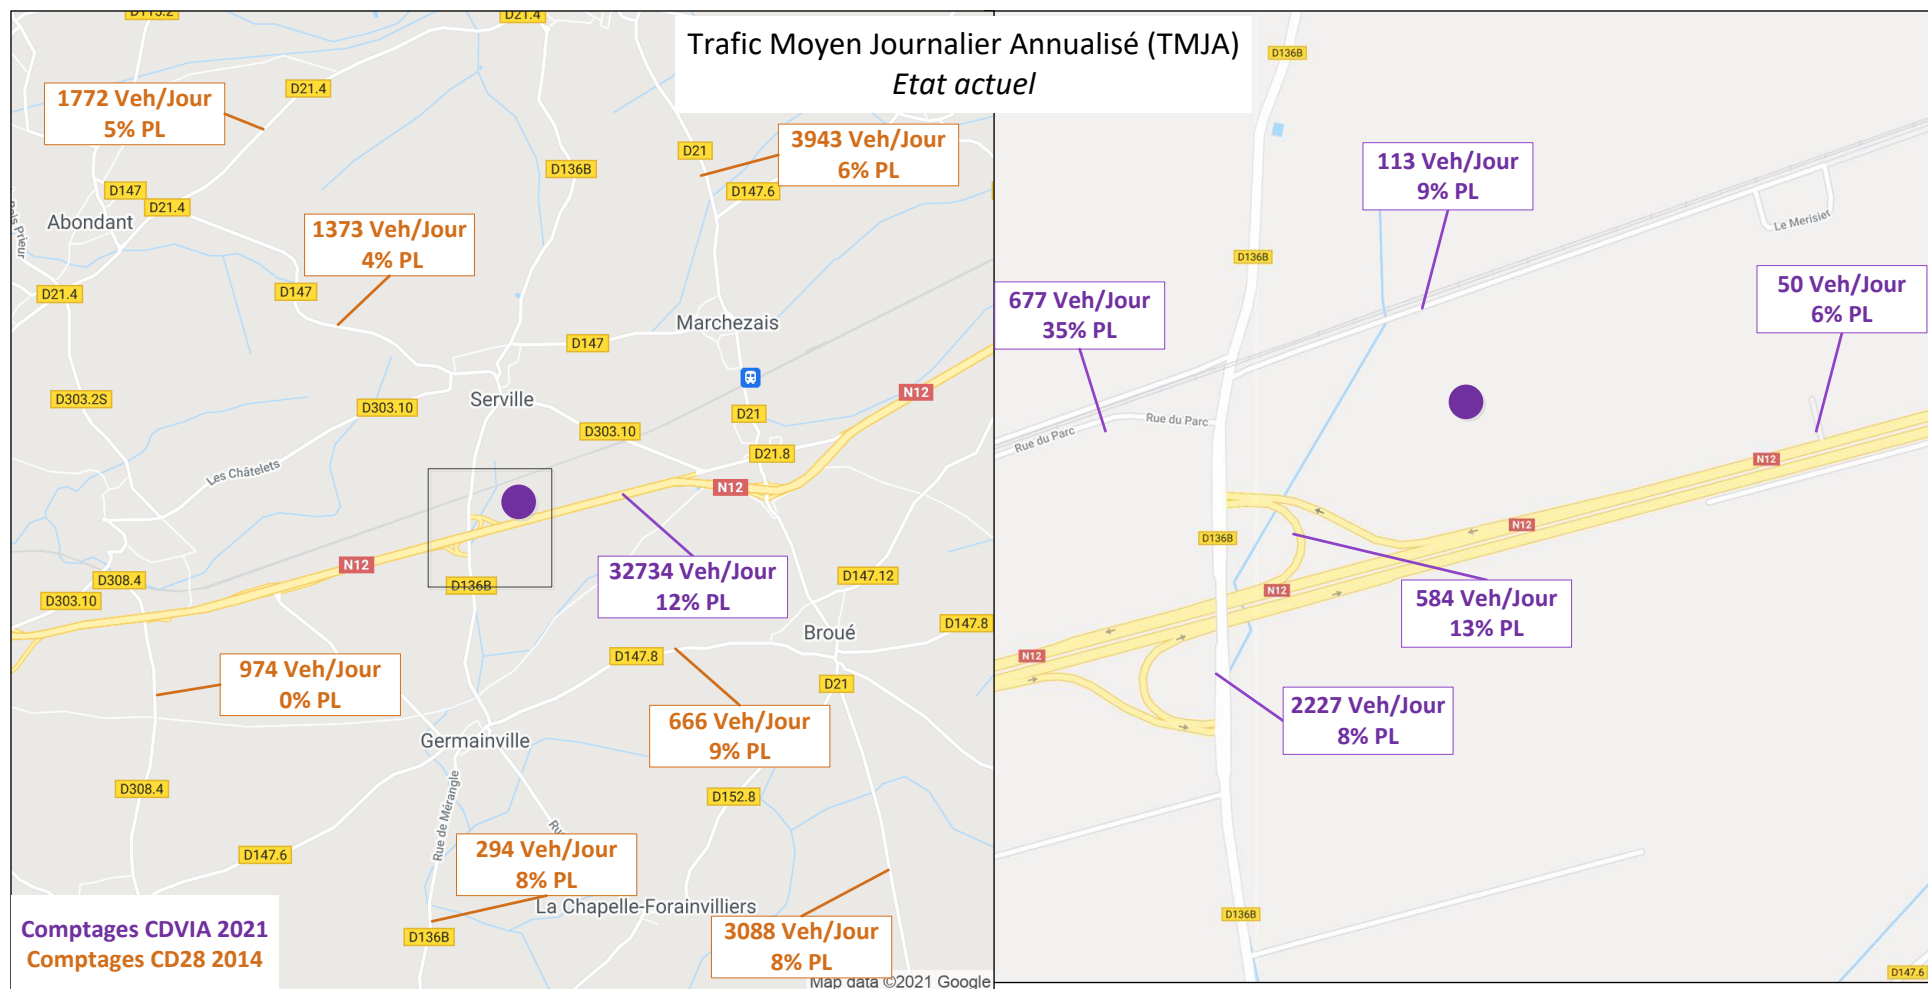 Trafic Moyen Journalier Annualisé (TMJA)
Etat actuel
D21.4
D21.4
1772 Veh/Jour
5% PL
D21
3943 Veh/Jour
6% PL
D136B
D147
D147.6
D21.4
Abondant
Bois Prieur
1373 Veh/Jour
4% PL
D21.4
D147
Marchezais
D147
D303.2S
Serville
N12
D303.10
D21
D303.10
D21.8
Les Châtelets
N12
N12
32734 Veh/Jour
12% PL
D308.4
D136B
D147.12
D303.10
Broué
D147.8
D147.8
974 Veh/Jour
0% PL
D21
666 Veh/Jour
9% PL
Germainville
D308.4
D152.8
Rue de Mérangle
294 Veh/Jour
8% PL
D147.6
La Chapelle-Forainvilliers
D136B
3088 Veh/Jour
8% PL
Comptages CDVIA 2021
Comptages CD28 2014
Map data ©2021 Google
D136B
113 Veh/Jour
9% PL
Le Merisier
D136B
677 Veh/Jour
35% PL
50 Veh/Jour
6% PL
Rue du Parc
Rue du Parc
N12
N12
D136B
N12
584 Veh/Jour
13% PL
N12
2227 Veh/Jour
8% PL
D136B
D147.6